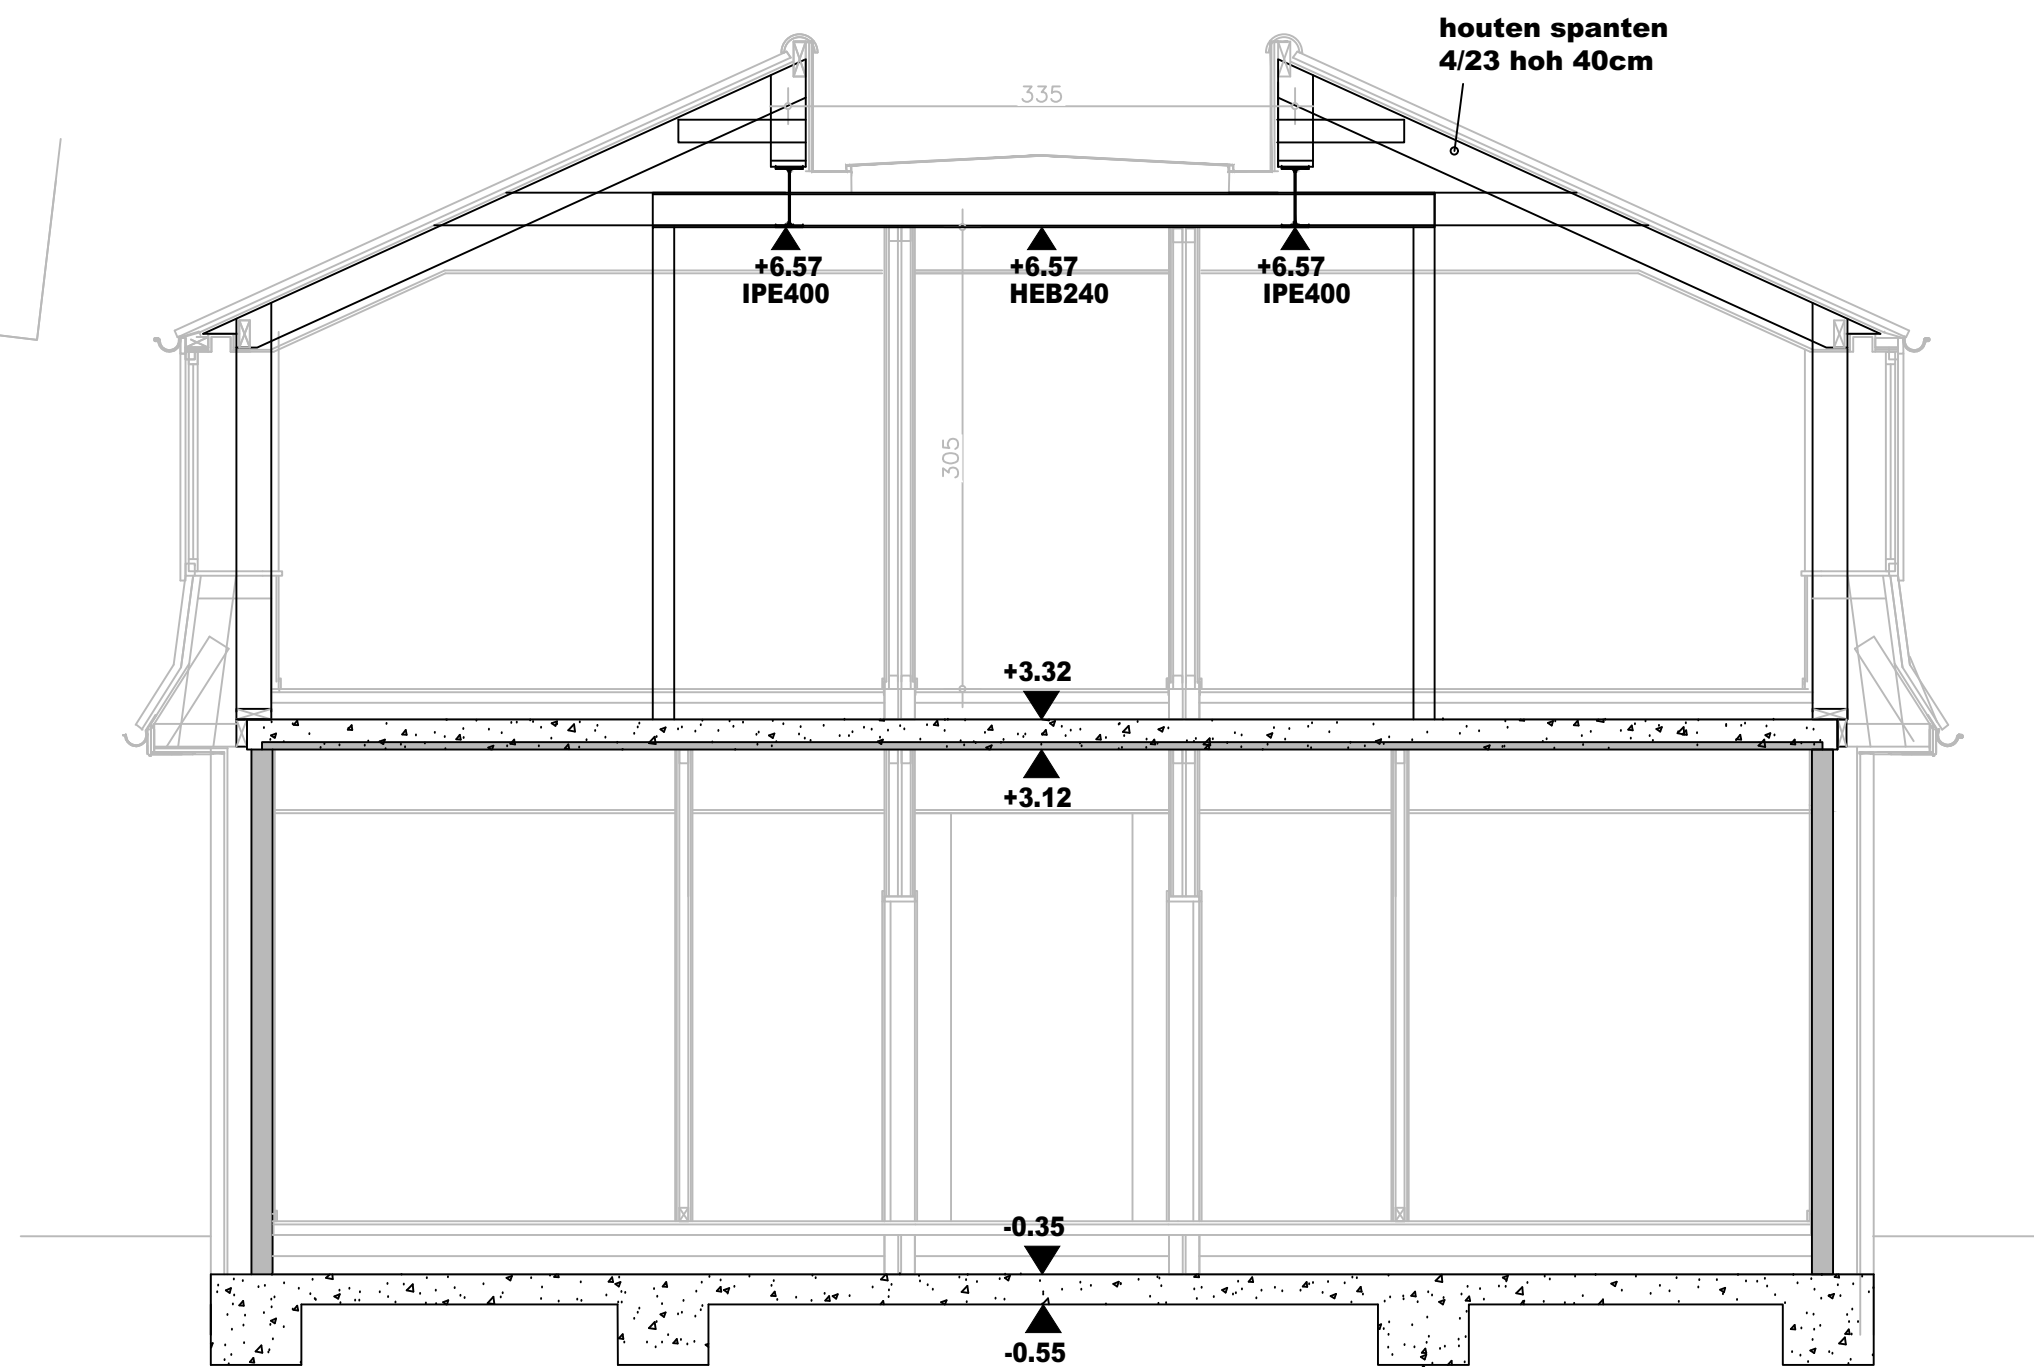 houten spanten
4/23 hoh 40cm
335
+6.57
IPE400
+6.57
HEB240
+6.57
IPE400
305
+3.32
+3.12
-0.35
-0.55